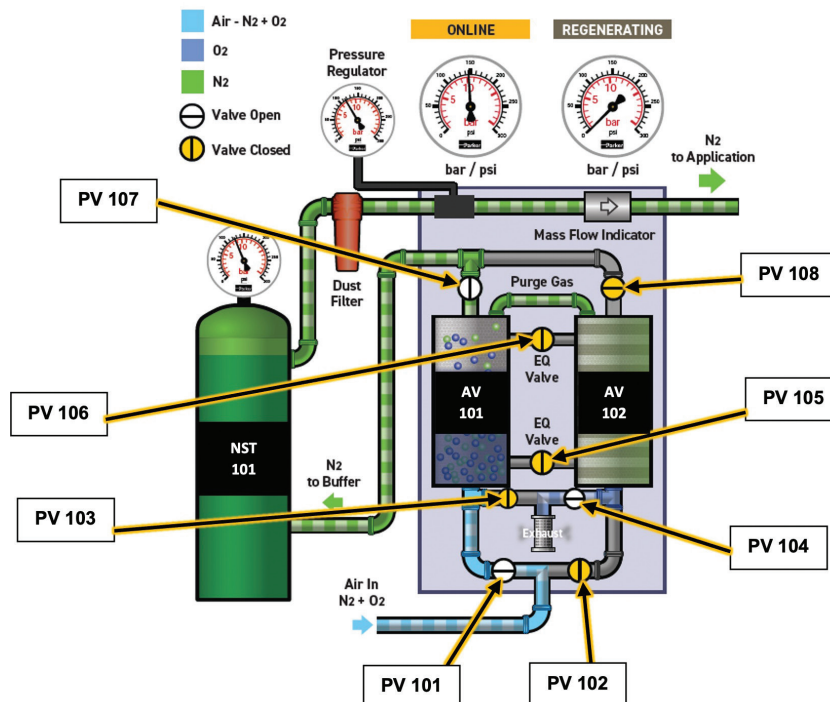 Air - N2 + O2
O2
N2
Valve Open
Valve Closed
Pressure
Regulator
ONLINE
REGENERATING
bar
psi
Parker
bar / psi
bar / psi
N2
to Application
PV 107
Mass Flow Indicator
Dust
Filter
Purge Gas
PV 108
EQ
Valve
AV
101
AV
102
PV 106
PV 105
EQ
Valve
NST
101
N2
to Buffer
PV 103
Exhaust
PV 104
Air In
N2 + O2
PV 101
PV 102